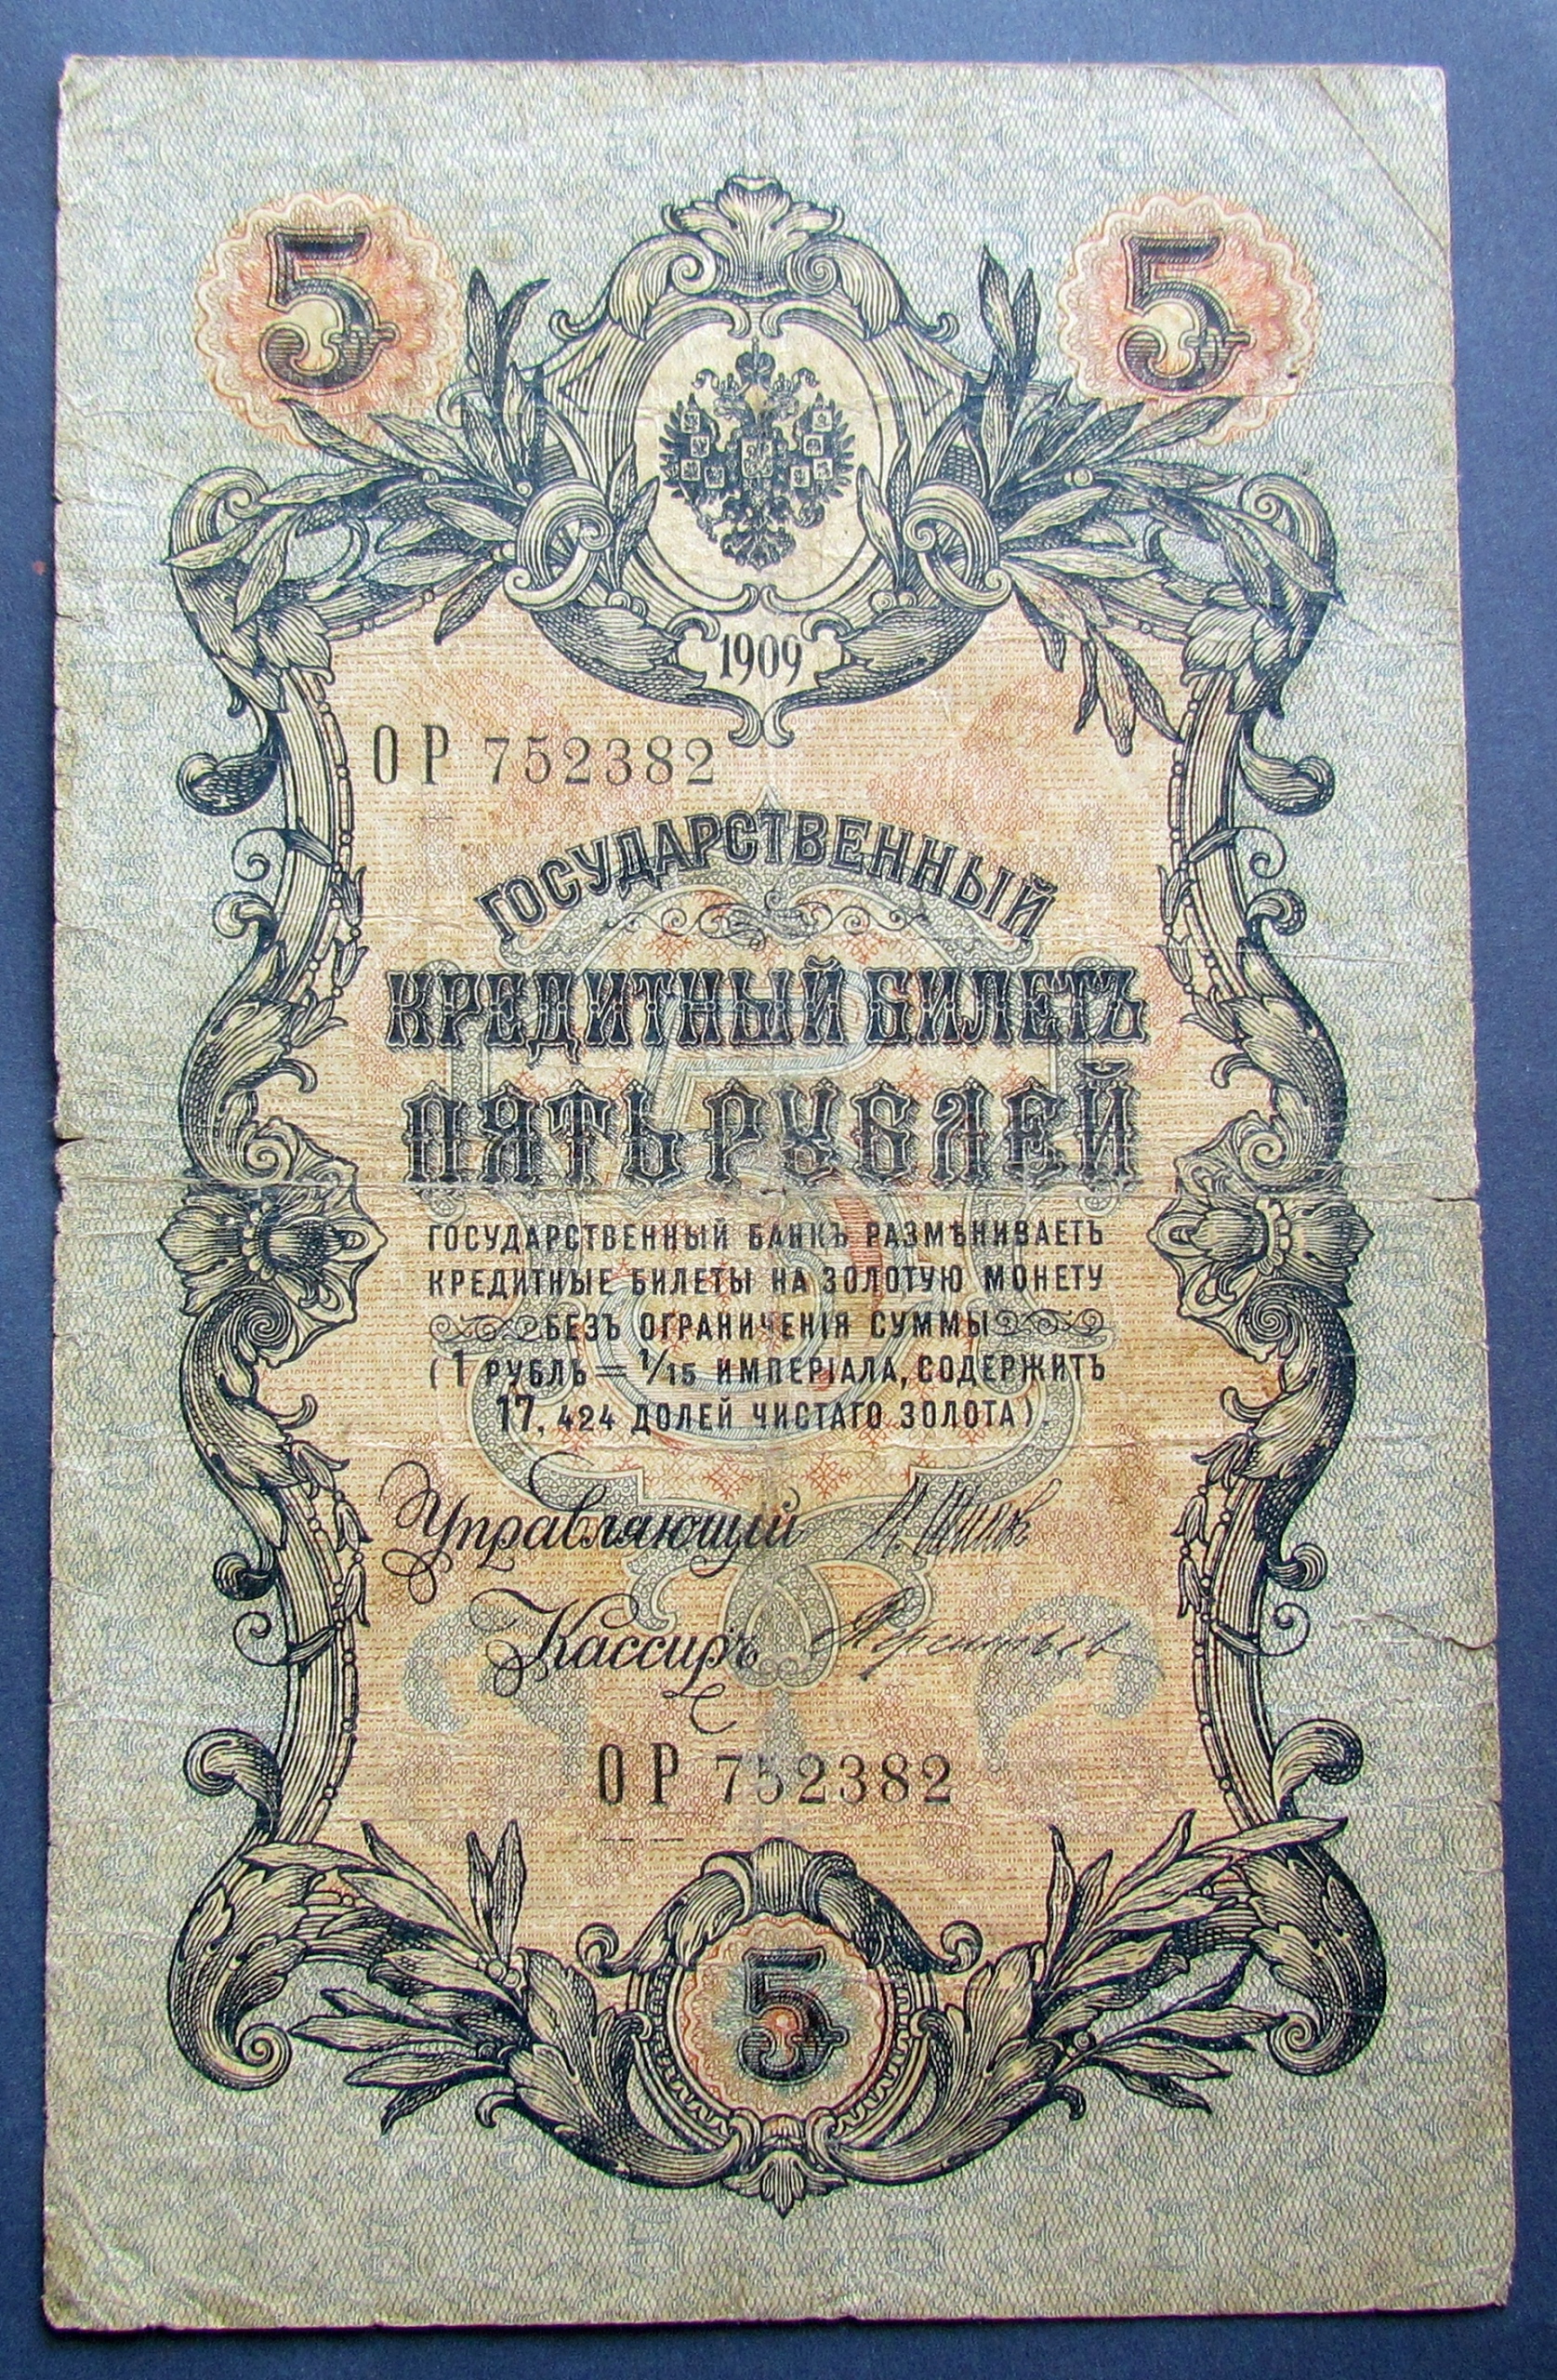 5 5
1909
ОР 752382
ГОСУДАРСТВЕННЫЙ
КРЕДИТНЫЙ БИЛЕТЪ
ПЯТЬ РУБЛЕЙ
ГОСУДАРСТВЕННЫЙ БАНКЪ РАЗМѢНИВАЕТЪ
КРЕДИТНЫЕ БИЛЕТЫ НА ЗОЛОТУЮ МОНЕТУ
БЕЗЪ ОГРАНИЧЕНІЯ СУММЫ
(1 РУБЛЬ = 1/15 ИМПЕРІАЛА, СОДЕРЖИТЪ
17,424 ДОЛЕЙ ЧИСТАГО ЗОЛОТА).
Управляющій
Кассиръ
ОР 752382
5